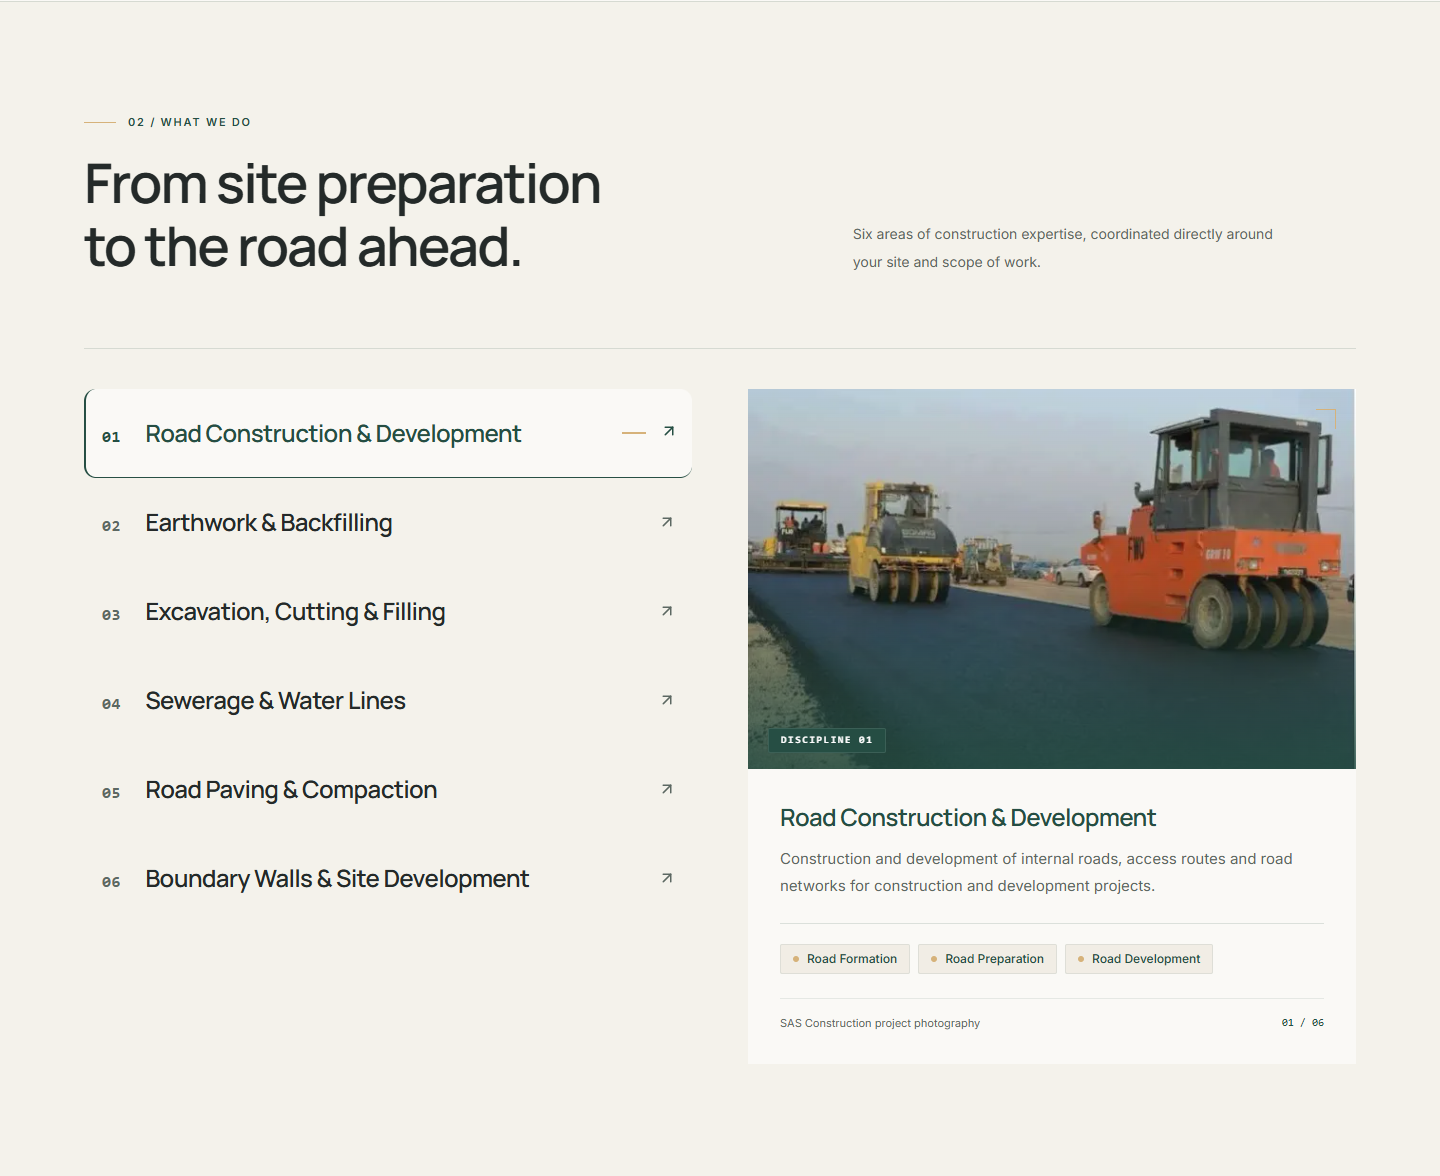 02 / WHAT WE DO
From site preparation
to the road ahead.
Six areas of construction expertise, coordinated directly around
your site and scope of work.
01 Road Construction & Development
02 Earthwork & Backfilling
03 Excavation, Cutting & Filling
04 Sewerage & Water Lines
05 Road Paving & Compaction
06 Boundary Walls & Site Development
BOMAG
FWD
DISCIPLINE 01
Road Construction & Development
Construction and development of internal roads, access routes and road
networks for construction and development projects.
Road Formation Road Preparation Road Development
SAS Construction project photography 01 / 06